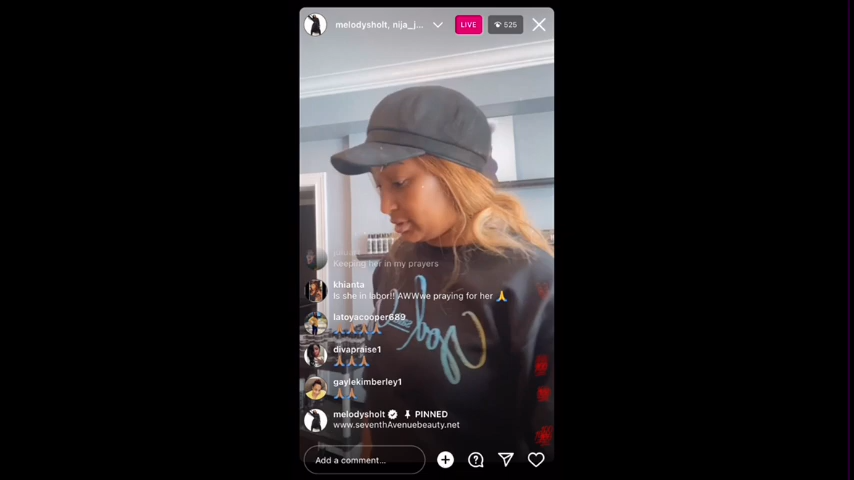 melodysholt, nija_j...
LIVE
525
Keeping her in my prayers
khianta
Is she in labor!! AWWwe praying for her 🙏
latoyacooper689
🙏🙏🙏🙏
divapraise1
🙏🙏🙏
gaylekimberley1
🙏🙏
melodysholt PINNED
www.seventhAvenuebeauty.net
Add a comment...